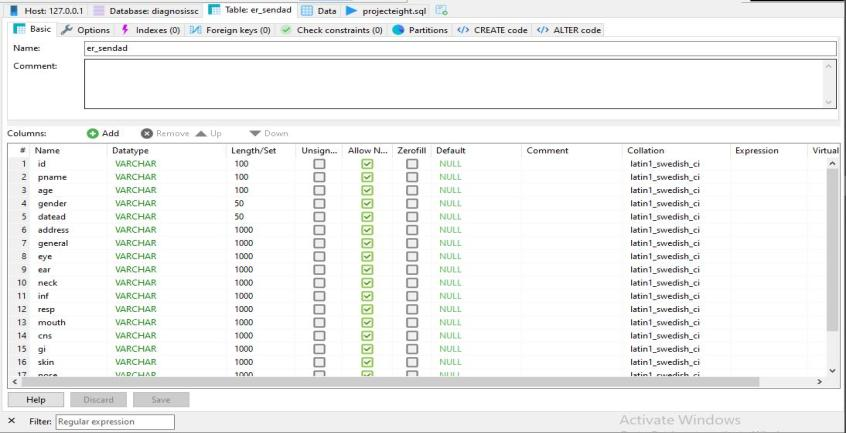 Host: 127.0.0.1 Database: diagnosissc Table: er_sendad Data projecteight.sql
Basic Options Indexes (0) Foreign keys (0) Check constraints (0) Partitions </> CREATE code </> ALTER code
Name: er_sendad
Comment:
Columns: Add Remove Up Down
# Name Datatype Length/Set Unsign... Allow N... Zerofill Default Comment Collation Expression Virtual
1 id VARCHAR 100 NULL latin1_swedish_ci
2 pname VARCHAR 100 NULL latin1_swedish_ci
3 age VARCHAR 100 NULL latin1_swedish_ci
4 gender VARCHAR 50 NULL latin1_swedish_ci
5 datead VARCHAR 50 NULL latin1_swedish_ci
6 address VARCHAR 1000 NULL latin1_swedish_ci
7 general VARCHAR 1000 NULL latin1_swedish_ci
8 eye VARCHAR 1000 NULL latin1_swedish_ci
9 ear VARCHAR 1000 NULL latin1_swedish_ci
10 neck VARCHAR 1000 NULL latin1_swedish_ci
11 inf VARCHAR 1000 NULL latin1_swedish_ci
12 resp VARCHAR 1000 NULL latin1_swedish_ci
13 mouth VARCHAR 1000 NULL latin1_swedish_ci
14 cns VARCHAR 1000 NULL latin1_swedish_ci
15 gi VARCHAR 1000 NULL latin1_swedish_ci
16 skin VARCHAR 1000 NULL latin1_swedish_ci
17 nose VARCHAR 1000 NULL latin1_swedish_ci
Help Discard Save
Activate Windows
Filter: Regular expression